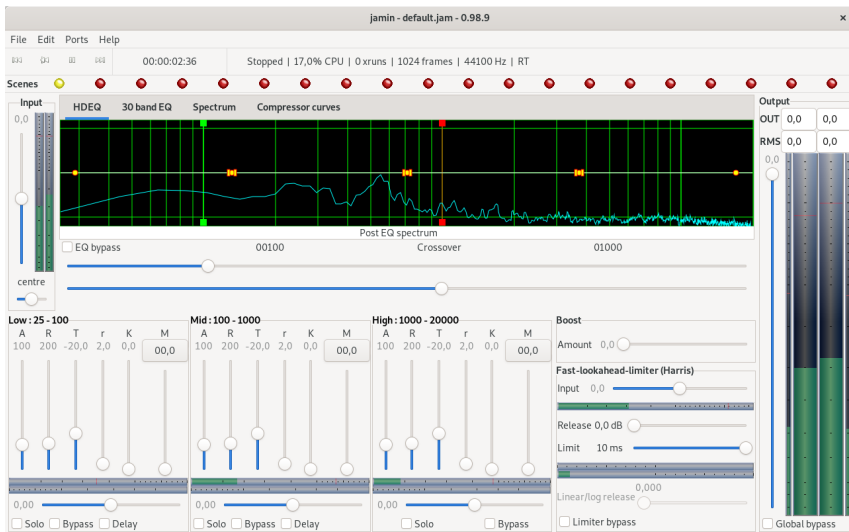 jamin - default.jam - 0.98.9 ×
File Edit Ports Help
00:00:02:36 Stopped | 17,0% CPU | 0 xruns | 1024 frames | 44100 Hz | RT
Scenes
Input HDEQ 30 band EQ Spectrum Compressor curves Output
0,0 OUT 0,0 0,0
RMS 0,0 0,0
0,0
Post EQ spectrum
EQ bypass 00100 Crossover 01000
centre
Low : 25 - 100 Mid : 100 - 1000 High : 1000 - 20000 Boost
A R T r K M A R T r K M A R T r K M
100 200 -20,0 2,0 0,0 00,0 100 200 -20,0 2,0 0,0 00,0 100 200 -20,0 2,0 0,0 00,0 Amount 0,0
Fast-lookahead-limiter (Harris)
Input 0,0
Release 0,0 dB
Limit 10 ms
0,000
Linear/log release
0,00 0,00 0,00
Solo Bypass Delay Solo Bypass Delay Solo Bypass Limiter bypass Global bypass